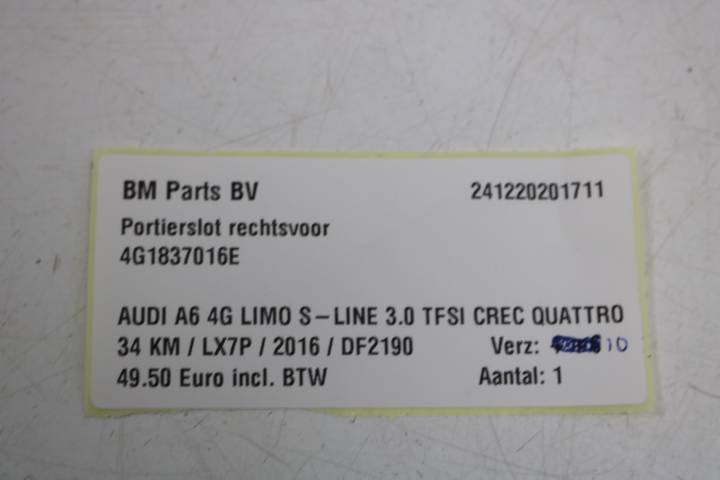 BM Parts BV 241220201711
Portierslot rechtsvoor
4G1837016E
AUDI A6 4G LIMO S-LINE 3.0 TFSI CREC QUATTRO
34 KM / LX7P / 2016 / DF2190 Verz: 10
49.50 Euro incl. BTW Aantal: 1